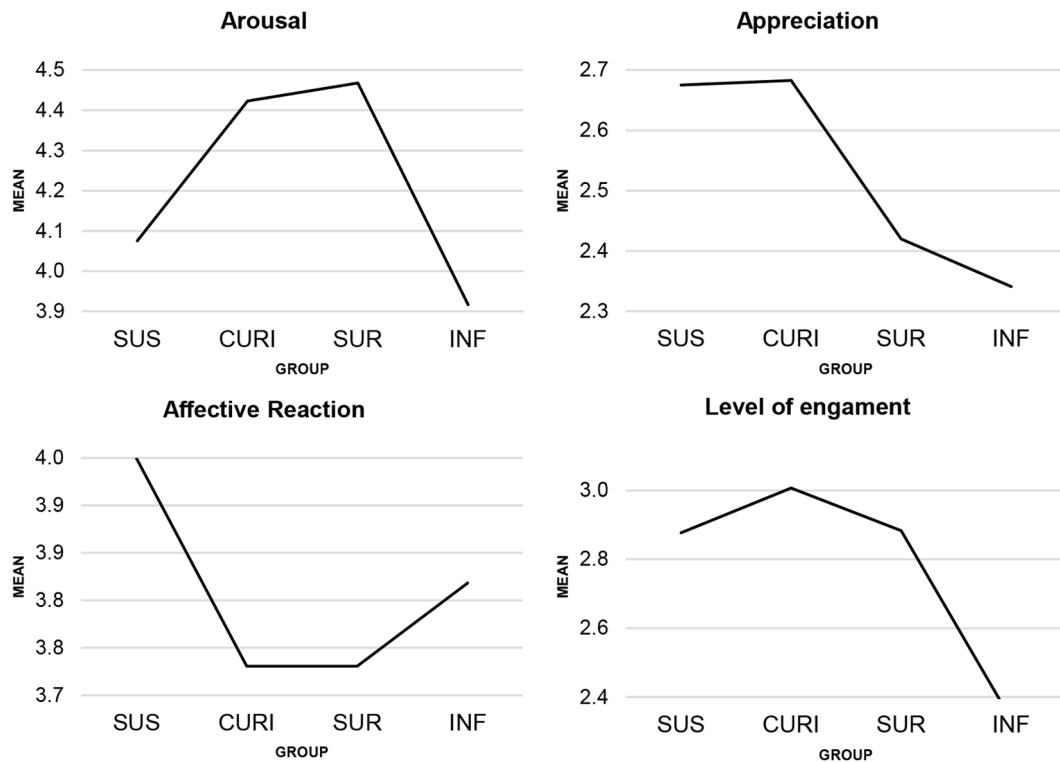 Arousal
4.5
4.4
4.3
4.2
4.1
4.0
3.9
MEAN
SUS CURI SUR INF
GROUP
Appreciation
2.7
2.6
2.5
2.4
2.3
MEAN
SUS CURI SUR INF
GROUP
Affective Reaction
4.0
3.9
3.9
3.8
3.8
3.7
MEAN
SUS CURI SUR INF
GROUP
Level of engament
3.0
2.8
2.6
2.4
MEAN
SUS CURI SUR INF
GROUP